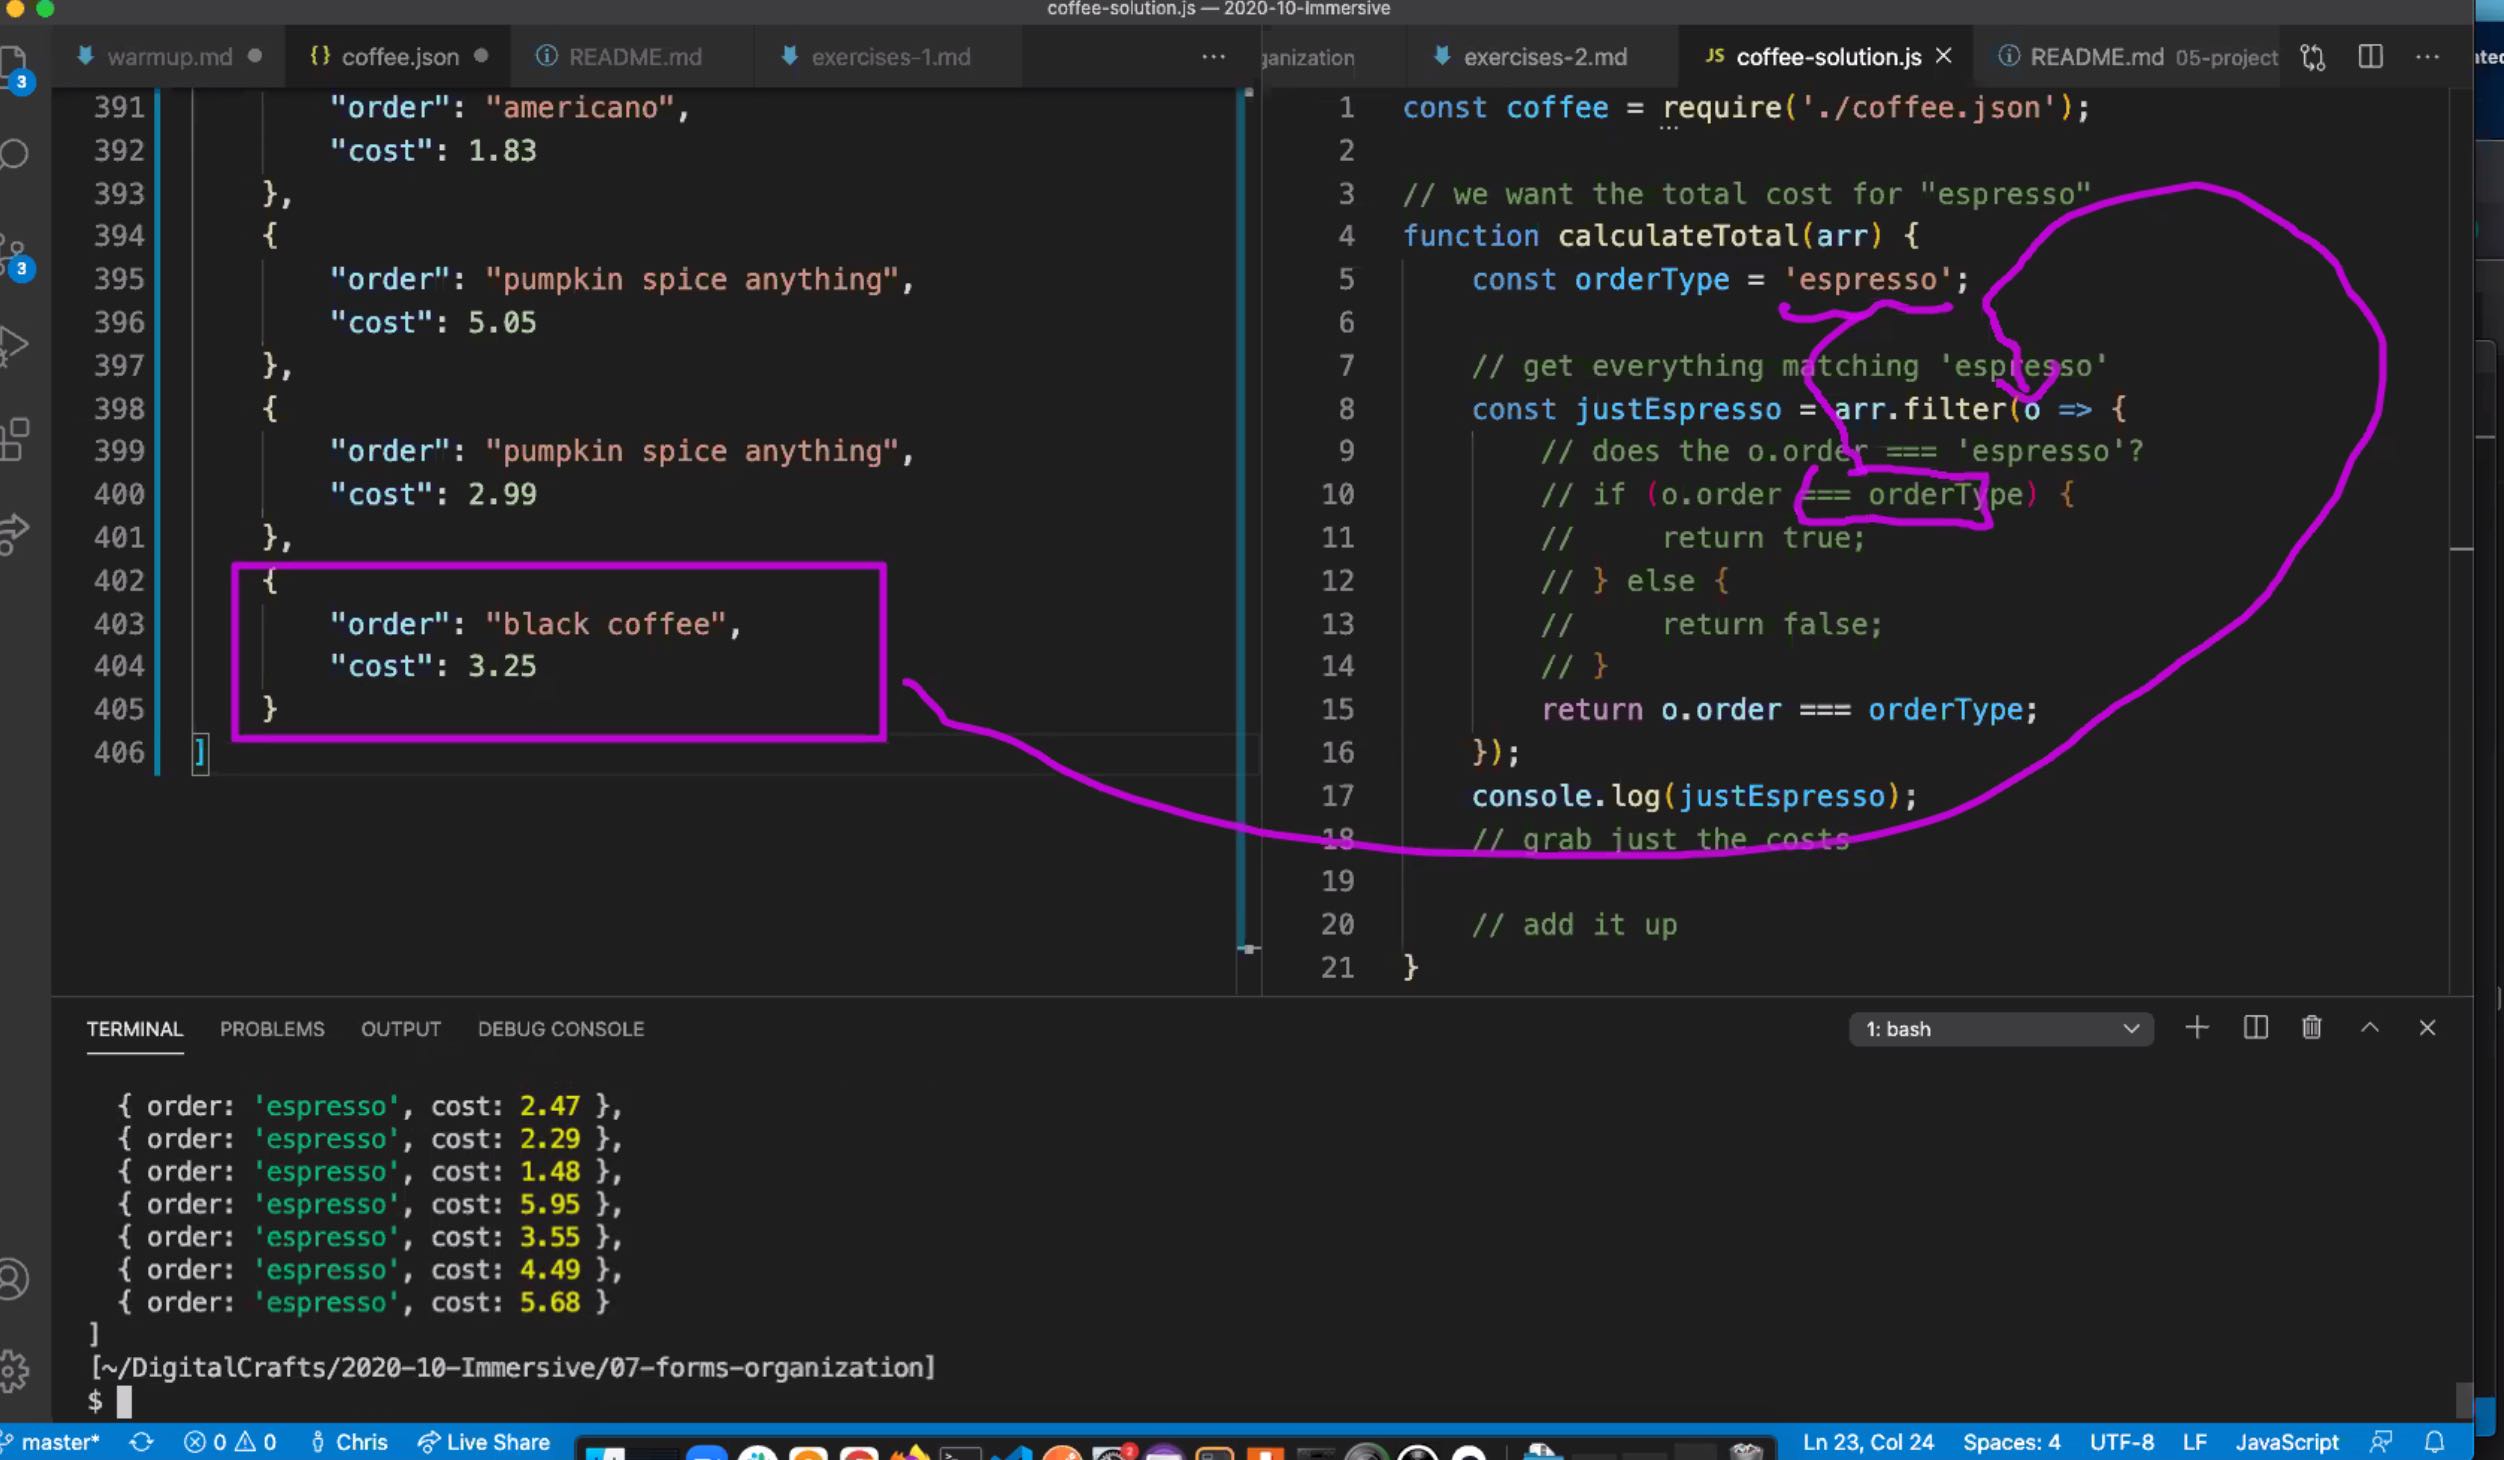 coffee-solution.js — 2020-10-Immersive
warmup.md
{} coffee.json
README.md
exercises-1.md
...
ganization
exercises-2.md
JS coffee-solution.js
README.md 05-project
...
3
3
391 "order": "americano",
392 "cost": 1.83
393 },
394 {
395 "order": "pumpkin spice anything",
396 "cost": 5.05
397 },
398 {
399 "order": "pumpkin spice anything",
400 "cost": 2.99
401 },
402 {
403 "order": "black coffee",
404 "cost": 3.25
405 }
406 ]
1 const coffee = require('./coffee.json');
2
3 // we want the total cost for "espresso"
4 function calculateTotal(arr) {
5 const orderType = 'espresso';
6
7 // get everything matching 'espresso'
8 const justEspresso = arr.filter(o => {
9 // does the o.order === 'espresso'?
10 // if (o.order === orderType) {
11 // return true;
12 // } else {
13 // return false;
14 // }
15 return o.order === orderType;
16 });
17 console.log(justEspresso);
18 // grab just the costs
19
20 // add it up
21 }
TERMINAL PROBLEMS OUTPUT DEBUG CONSOLE
1: bash
{ order: 'espresso', cost: 2.47 },
{ order: 'espresso', cost: 2.29 },
{ order: 'espresso', cost: 1.48 },
{ order: 'espresso', cost: 5.95 },
{ order: 'espresso', cost: 3.55 },
{ order: 'espresso', cost: 4.49 },
{ order: 'espresso', cost: 5.68 }
]
[~/DigitalCrafts/2020-10-Immersive/07-forms-organization]
$
master* 0 0 Chris Live Share
2
Ln 23, Col 24 Spaces: 4 UTF-8 LF JavaScript